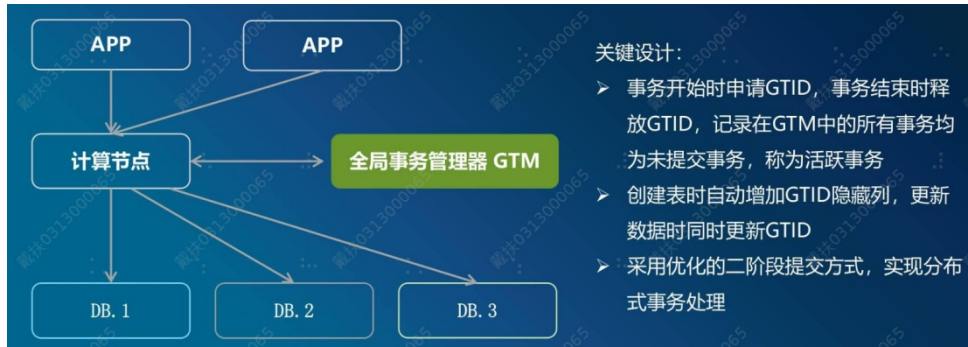 APP
APP
计算节点
全局事务管理器 GTM
DB.1
DB.2
DB.3
关键设计：
➢ 事务开始时申请GTID，事务结束时释
放GTID，记录在GTM中的所有事务均
为未提交事务，称为活跃事务
➢ 创建表时自动增加GTID隐藏列，更新
数据时同时更新GTID
➢ 采用优化的二阶段提交方式，实现分布
式事务处理